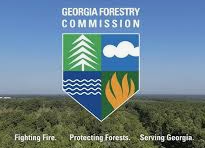 GEORGIA FORESTRY
COMMISSION
Fighting Fire. Protecting Forests. Serving Georgia.